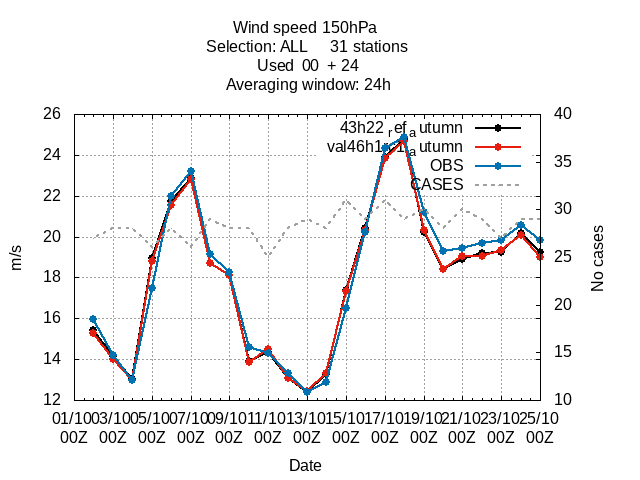 Wind speed 150hPa
Selection: ALL 31 stations
Used 00 + 24
Averaging window: 24h
43h22_ref_autumn
val46h1_r1_autumn
OBS
CASES
26
24
22
20
18
16
14
12
40
35
30
25
20
15
10
m/s
No cases
01/10 03/10 05/10 07/10 09/10 11/10 13/10 15/10 17/10 19/10 21/10 23/10 25/10
00Z 00Z 00Z 00Z 00Z 00Z 00Z 00Z 00Z 00Z 00Z 00Z 00Z
Date